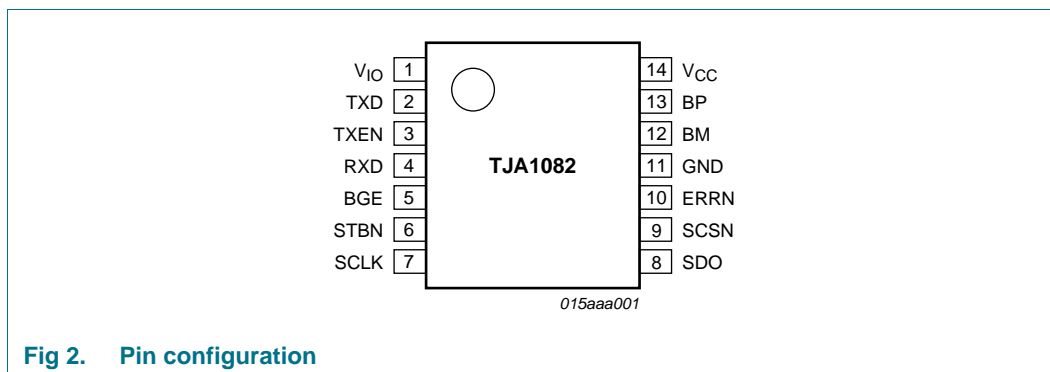 V_IO 1
TXD 2
TXEN 3
RXD 4
BGE 5
STBN 6
SCLK 7
TJA1082
14 V_CC
13 BP
12 BM
11 GND
10 ERRN
9 SCSN
8 SDO
015aaa001
Fig 2. Pin configuration